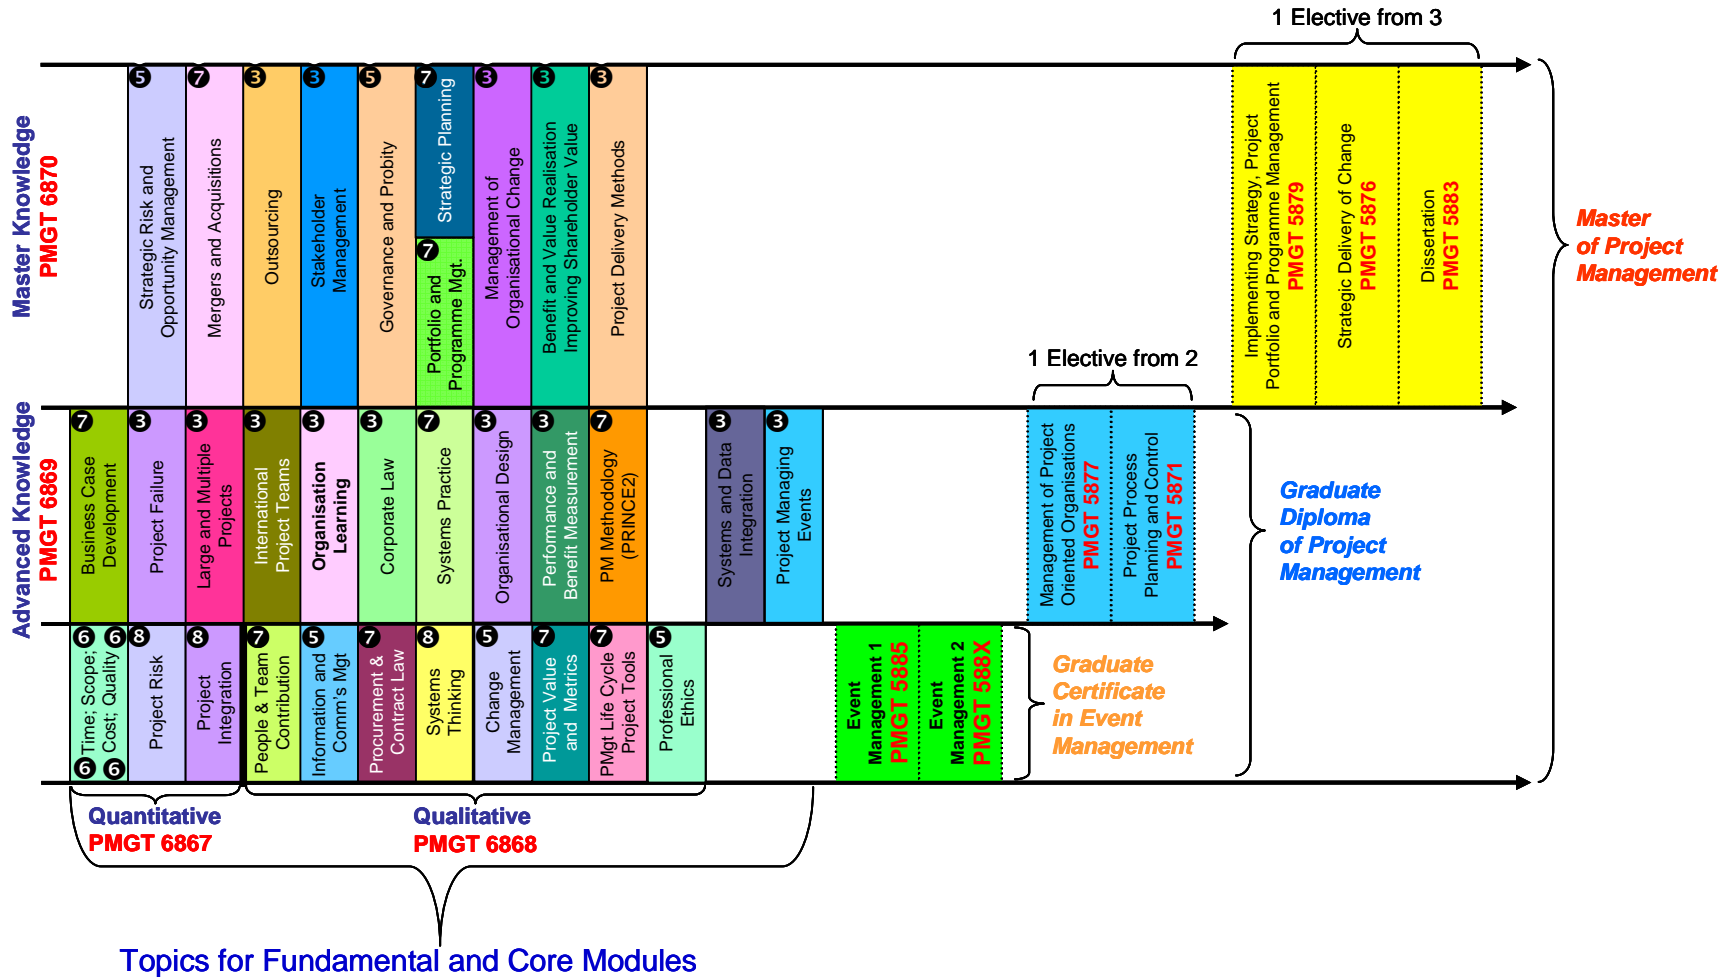 1 Elective from 3
Master Knowledge
PMGT 6870
5
Strategic Risk and
Opportunity Management
7
Mergers and Acquisitions
3
Outsourcing
3
Stakeholder
Management
5
Governance and Probity
7
Strategic Planning
7
Portfolio and
Programme Mgt.
3
Management of
Organisational Change
3
Benefit and Value Realisation
Improving Shareholder Value
3
Project Delivery Methods
Implementing Strategy, Project
Portfolio and Programme Management
PMGT 5879
Strategic Delivery of Change
PMGT 5876
Dissertation
PMGT 5883
Master
of Project
Management
1 Elective from 2
Advanced Knowledge
PMGT 6869
7
Business Case
Development
3
Project Failure
3
Large and Multiple
Projects
3
International
Project Teams
3
Organisation
Learning
3
Corporate Law
7
Systems Practice
3
Organisational Design
3
Performance and
Benefit Measurement
7
PM Methodology
(PRINCE2)
3
Systems and Data
Integration
3
Project Managing
Events
Management of Project
Oriented Organisations
PMGT 5877
Project Process
Planning and Control
PMGT 5871
Graduate
Diploma
of Project
Management
6 6
Time; Scope;
Cost; Quality
6 6
8
Project Risk
8
Project
Integration
7
People & Team
Contribution
5
Information and
Comm's Mgt
7
Procurement &
Contract Law
8
Systems
Thinking
5
Change
Management
7
Project Value
and Metrics
7
PMgt Life Cycle
Project Tools
5
Professional
Ethics
Event
Management 1
PMGT 5885
Event
Management 2
PMGT 588X
Graduate
Certificate
in Event
Management
Quantitative
PMGT 6867
Qualitative
PMGT 6868
Topics for Fundamental and Core Modules